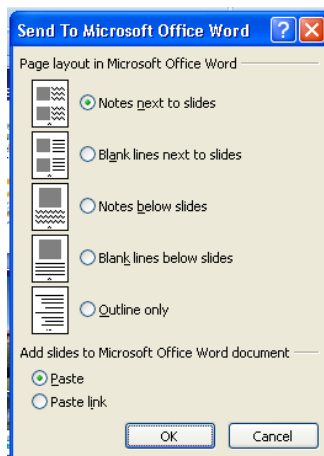 Send To Microsoft Office Word
Page layout in Microsoft Office Word
Notes next to slides
Blank lines next to slides
Notes below slides
Blank lines below slides
Outline only
Add slides to Microsoft Office Word document
Paste
Paste link
OK Cancel